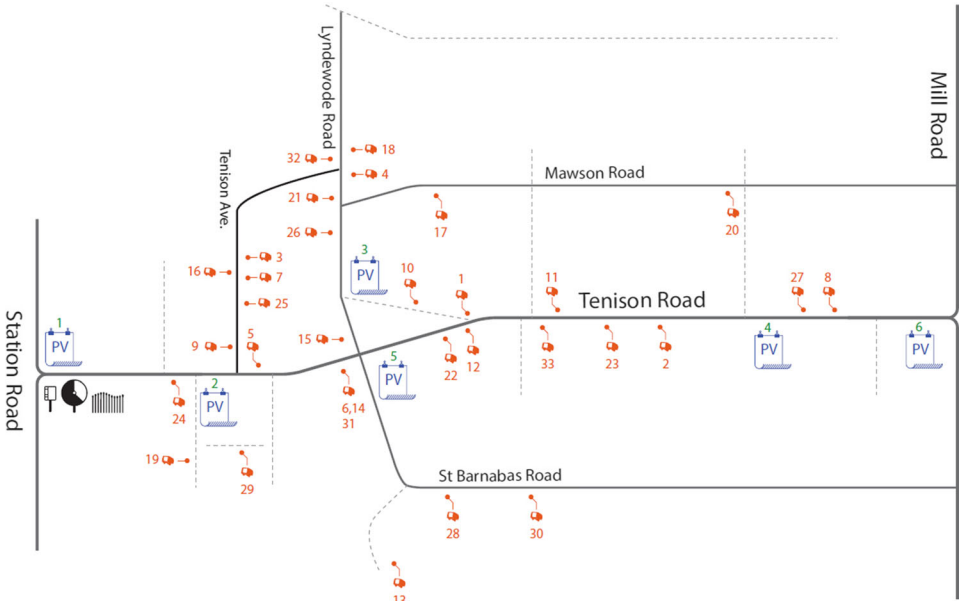 Lyndewode Road
Mill Road
18
32
4
Tenison Ave.
Mawson Road
21
17
20
26
3
PV
3
16
7
10
1
11
27
8
25
Tenison Road
Station Road
1
PV
9
5
15
22
12
33
23
2
4
PV
6
PV
5
PV
2
PV
24
6,14
31
19
29
St Barnabas Road
28
30
13